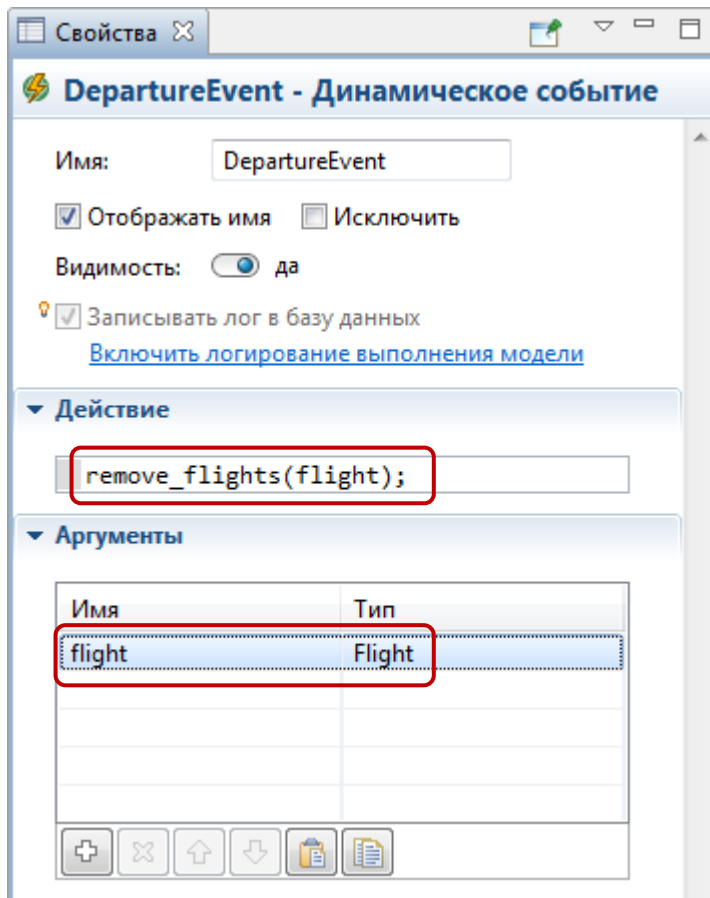 Свойства
DepartureEvent - Динамическое событие
Имя: DepartureEvent
Отображать имя Исключить
Видимость: да
Записывать лог в базу данных
Включить логирование выполнения модели
Действие
remove_flights(flight);
Аргументы
Имя Тип
flight Flight